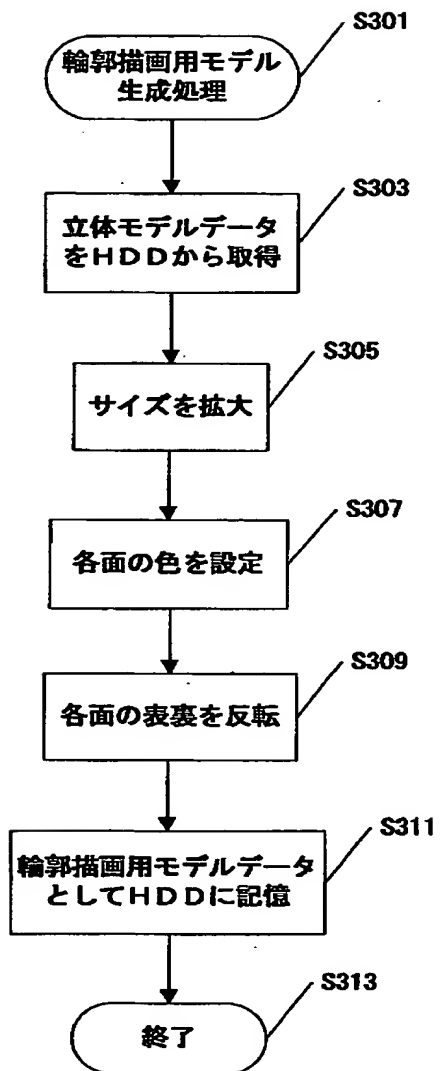 S301
輪郭描画用モデル
生成処理
S303
立体モデルデータ
をHDDから取得
S305
サイズを拡大
S307
各面の色を設定
S309
各面の表裏を反転
S311
輪郭描画用モデルデータ
としてHDDに記憶
S313
終了